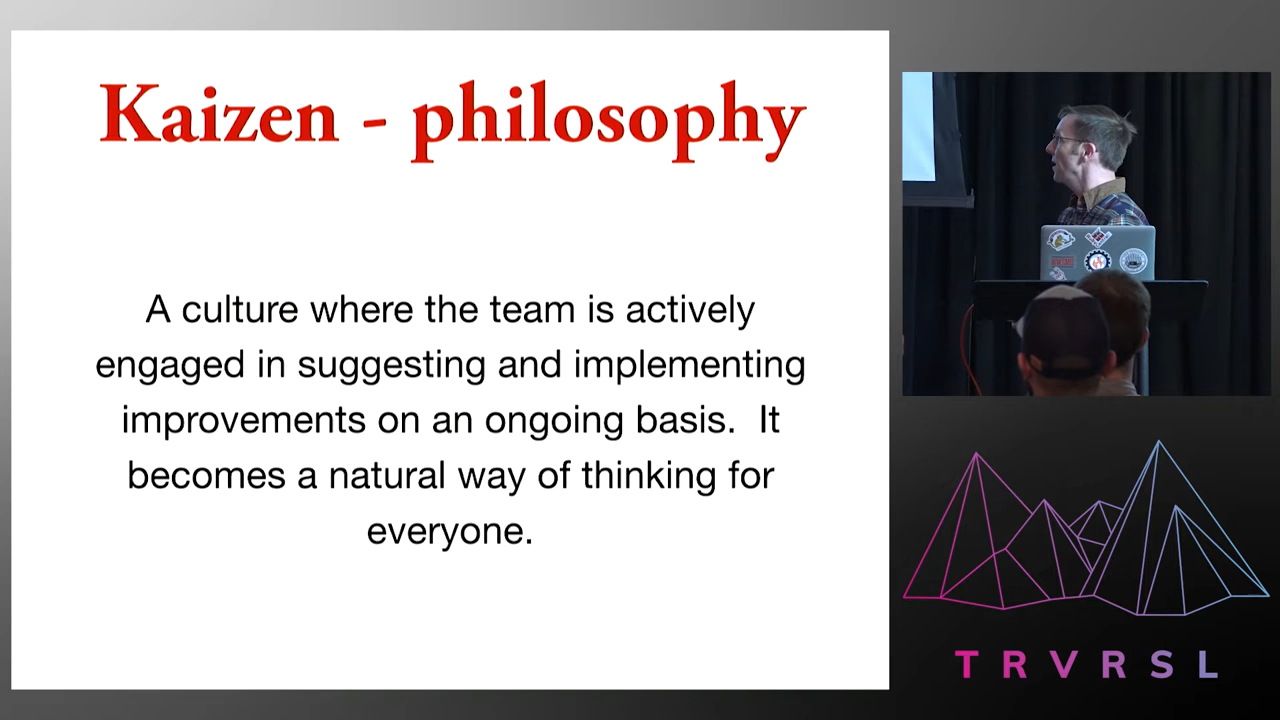 Kaizen - philosophy
A culture where the team is actively
engaged in suggesting and implementing
improvements on an ongoing basis.  It
becomes a natural way of thinking for
everyone.
TRVRSL